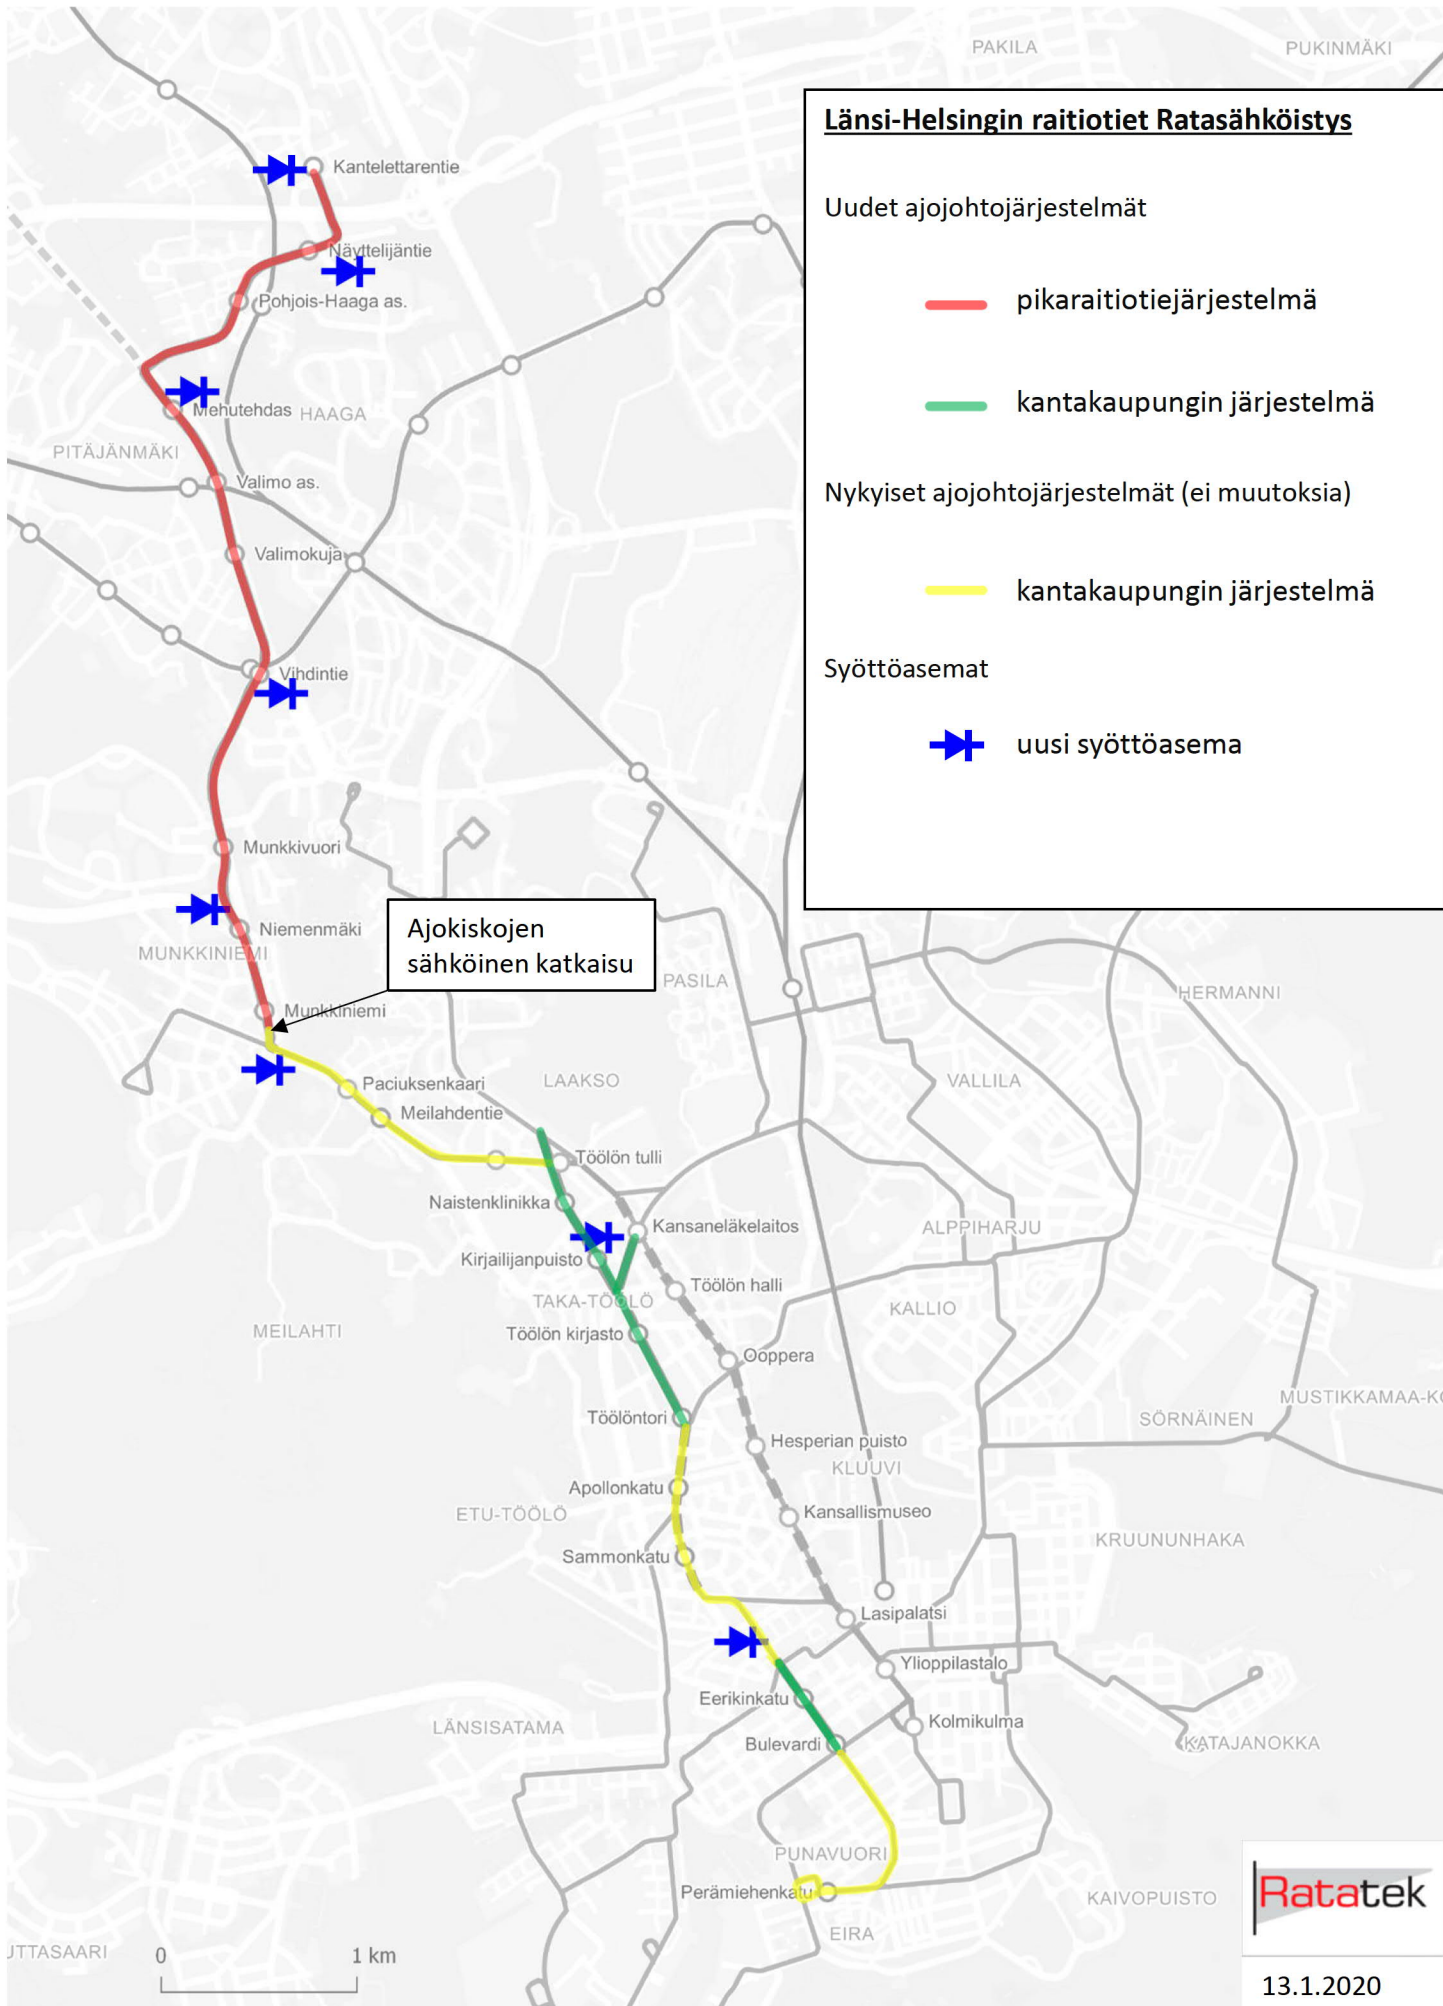 PAKILA
PUKINMÄKI
Länsi-Helsingin raitiotiet Ratasähköistys
Uudet ajojohtojärjestelmät
pikaraitiotiejärjestelmä
kantakaupungin järjestelmä
Nykyiset ajojohtojärjestelmät (ei muutoksia)
kantakaupungin järjestelmä
Syöttöasemat
uusi syöttöasema
Kantelettarentie
Näyttelijäntie
Pohjois-Haaga as.
Mehutehdas
HAAGA
PITÄJÄNMÄKI
Valimo as.
Valimokuja
Vihdintie
Munkkivuori
Niemenmäki
MUNKKINIEMI
Ajokiskojen
sähköinen katkaisu
PASILA
HERMANNI
Munkkiniemi
Paciuksenkaari
LAAKSO
VALLILA
Meilahdentie
Töölön tulli
Naistenklinikka
Kansaneläkelaitos
ALPPIHARJU
Kirjailijanpuisto
Töölön halli
TAKA-TÖÖLÖ
KALLIO
MEILAHTI
Töölön kirjasto
Ooppera
MUSTIKKAMAA-KO
Töölöntori
SÖRNÄINEN
Hesperian puisto
KLUUVI
Apollonkatu
ETU-TÖÖLÖ
Kansallismuseo
KRUUNUNHAKA
Sammonkatu
Lasipalatsi
Ylioppilastalo
Eerikinkatu
LÄNSISATAMA
Kolmikulma
Bulevardi
KATAJANOKKA
PUNAVUORI
Perämiehenkatu
KAIVOPUISTO
Ratatek
EIRA
UTTASAARI
0 1 km
13.1.2020